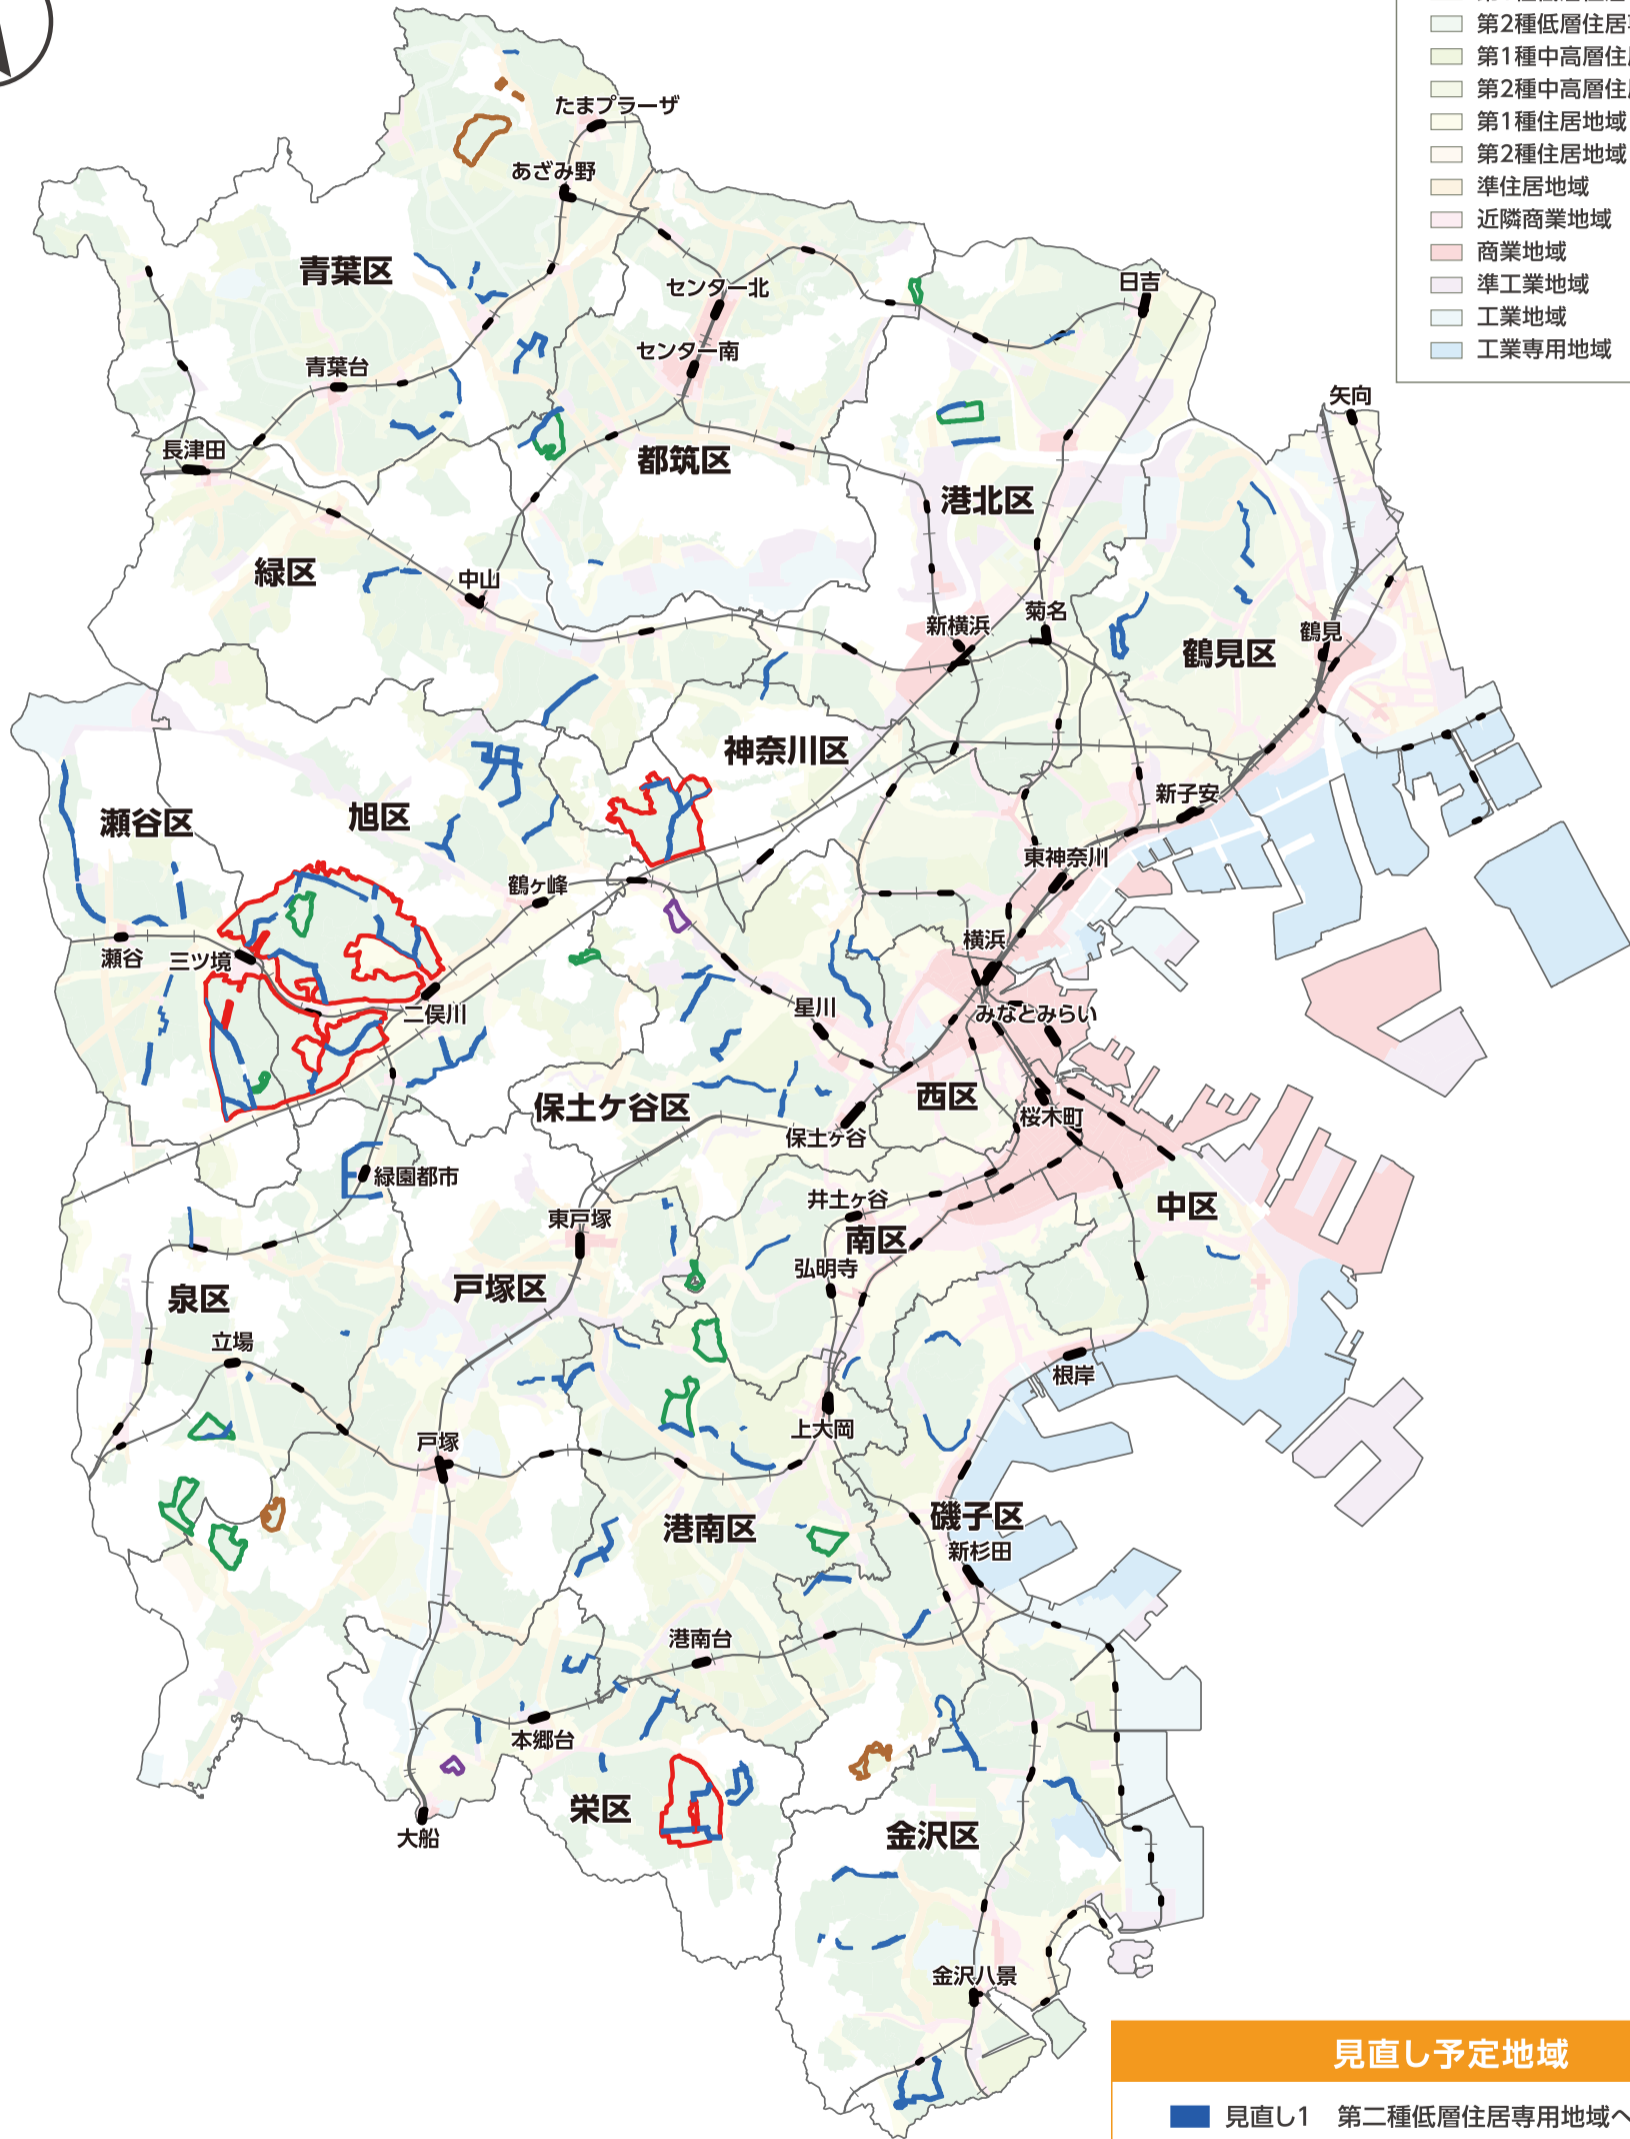 第2種低層住居
第1種中高層住
第2種中高層住
第1種住居地域
第2種住居地域
準住居地域
近隣商業地域
商業地域
準工業地域
工業地域
工業専用地域
たまプラーザ
あざみ野
青葉区
センター北
日吉
センター南
青葉台
矢向
長津田
都筑区
港北区
緑区
中山
菊名
新横浜
鶴見
鶴見区
神奈川区
新子安
瀬谷区
旭区
東神奈川
鶴ヶ峰
横浜
瀬谷
三ツ境
二俣川
星川
みなとみらい
西区
保土ケ谷区
桜木町
保土ヶ谷
緑園都市
井土ヶ谷
中区
東戸塚
南区
弘明寺
戸塚区
泉区
立場
根岸
上大岡
戸塚
磯子区
港南区
新杉田
港南台
本郷台
栄区
大船
金沢区
金沢八景
見直し予定地域
見直し1 第二種低層住居専用地域へ